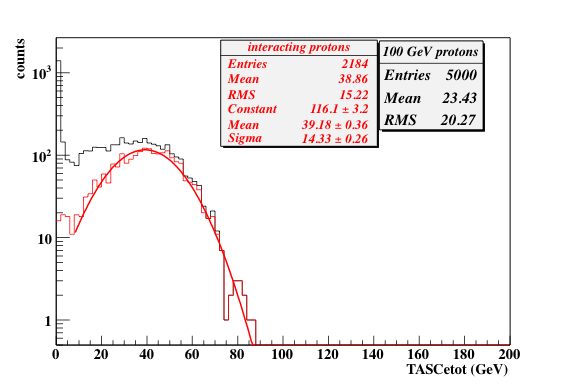 counts
10³
10²
10
1
0 20 40 60 80 100 120 140 160 180 200
TASCetot (GeV)
interacting protons
Entries 2184
Mean 38.86
RMS 15.22
Constant 116.1 ± 3.2
Mean 39.18 ± 0.36
Sigma 14.33 ± 0.26
100 GeV protons
Entries 5000
Mean 23.43
RMS 20.27